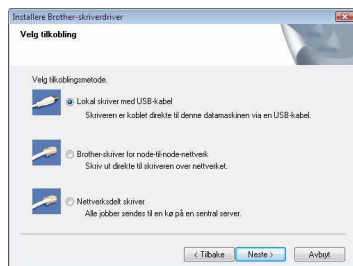 Installere Brother-skriverdriver
Velg tilkobling
Velg tilkoblingsmetode.
Lokal skriver med USB-kabel
Skriveren er koblet direkte til denne datamaskinen via en USB-kabel.
Brother-skriver for node-til-node-nettverk
Skriv ut direkte til skriveren over nettverket.
Nettverksdelt skriver
Alle jobber sendes til en kø på en sentral server.
< Tilbake
Neste >
Avbryt